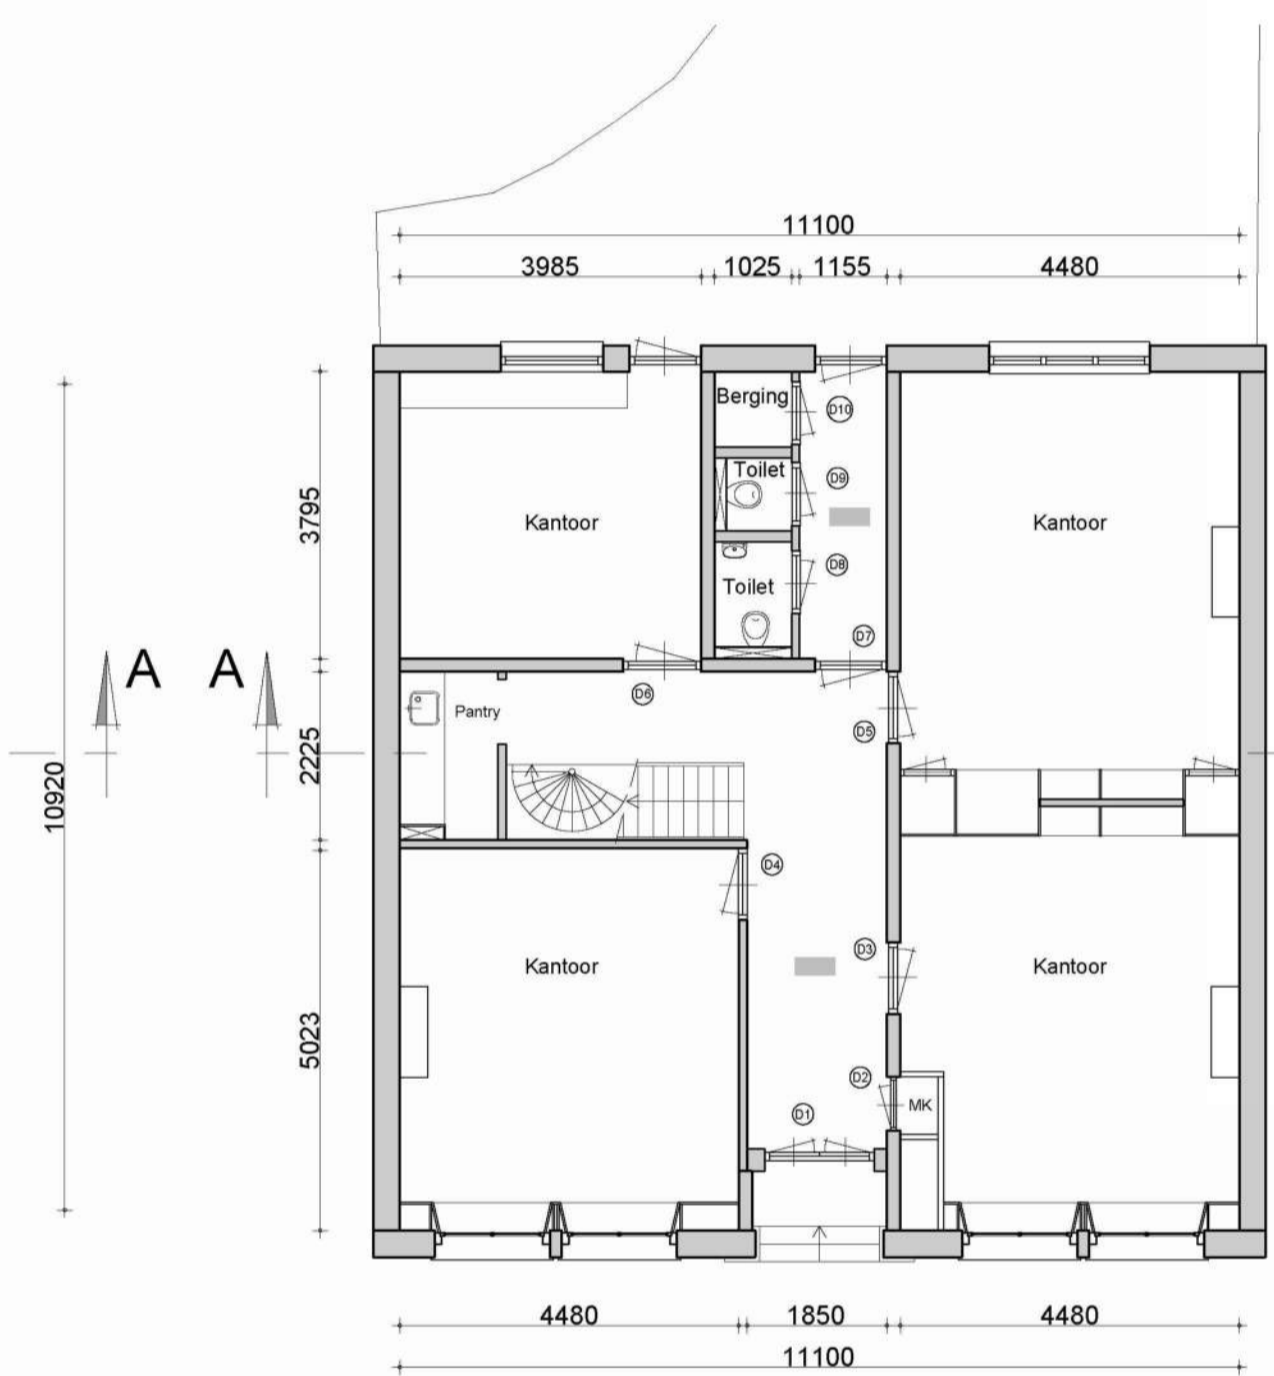 11100
3985 1025 1155 4480
Berging
D10
Toilet
D9
3795
Kantoor
Kantoor
D8
Toilet
D7
A A
D6
Pantry
D5
2225
10920
D4
Kantoor
D3
Kantoor
5023
D2
MK
D1
4480 1850 4480
11100